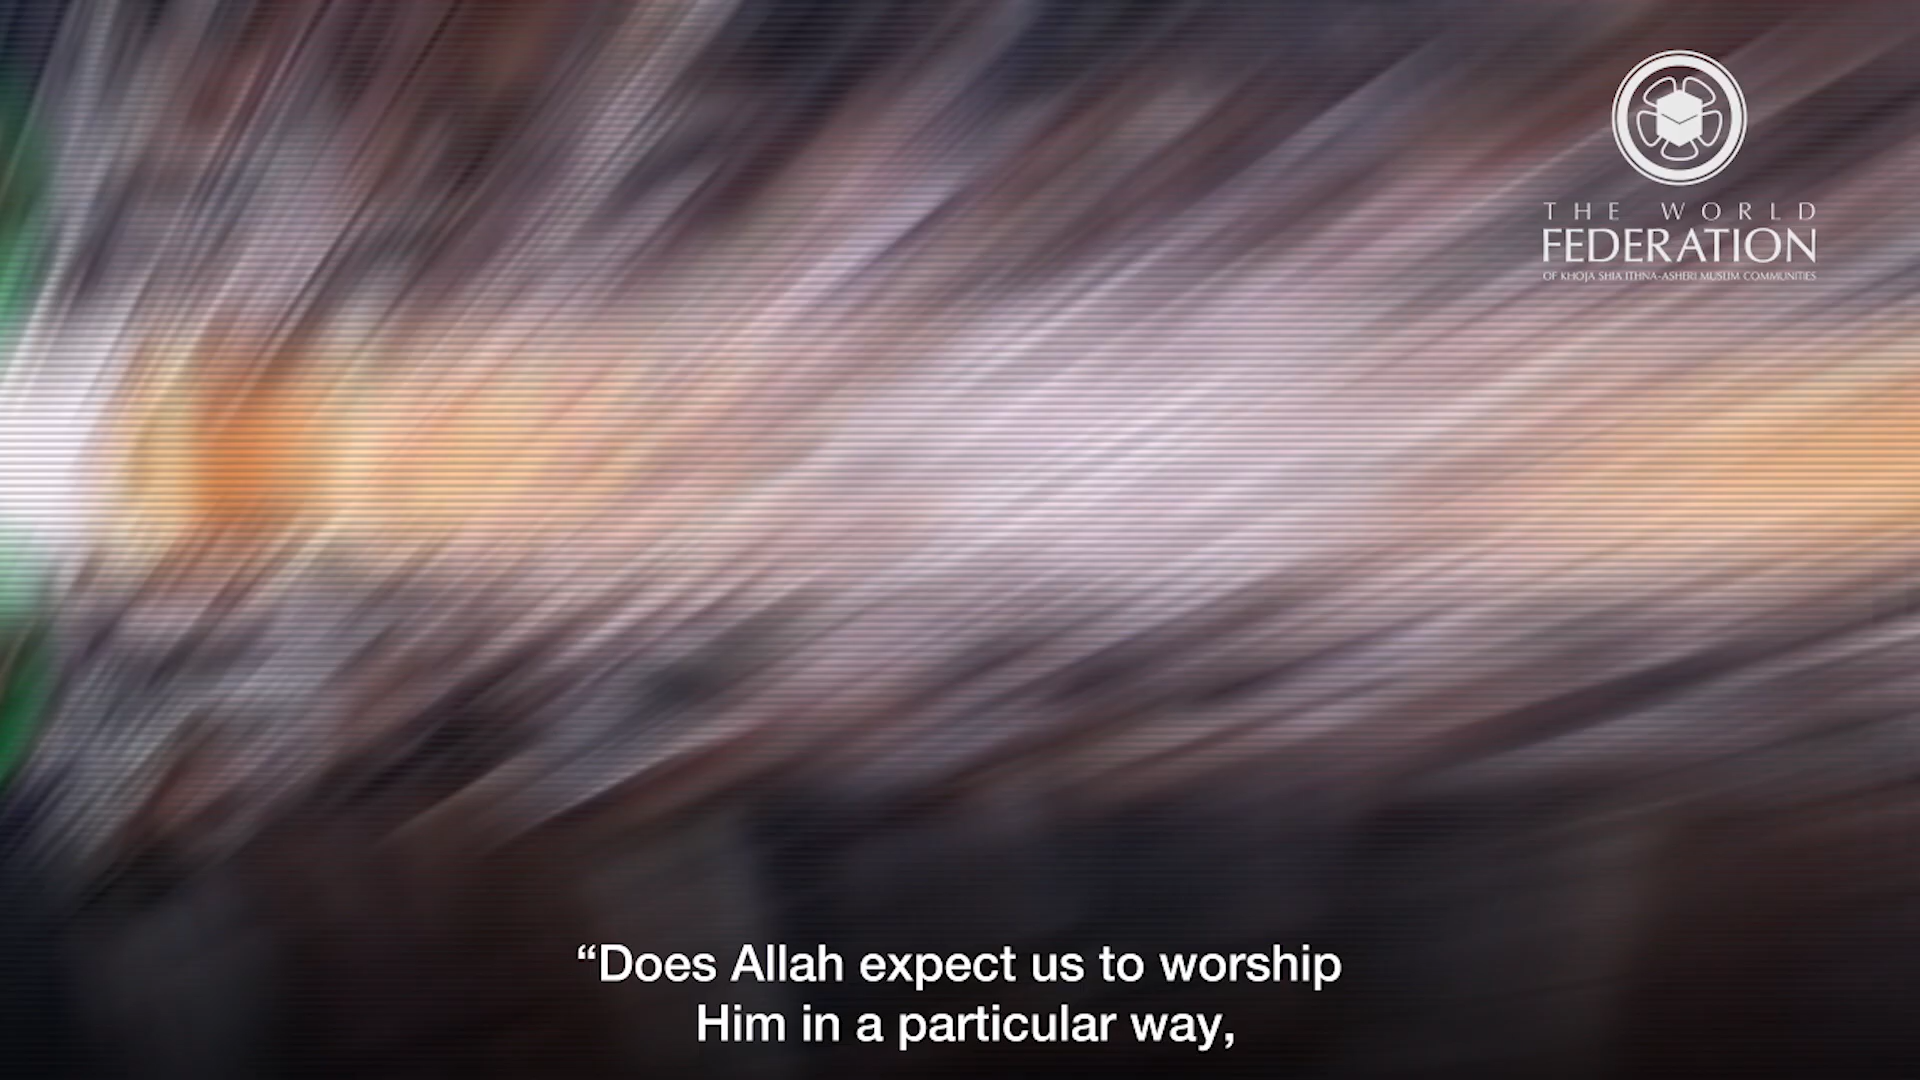 THE WORLD
FEDERATION
OF KHOJA SHIA ITHNA-ASHERI MUSLIM COMMUNITIES
“Does Allah expect us to worship
Him in a particular way,